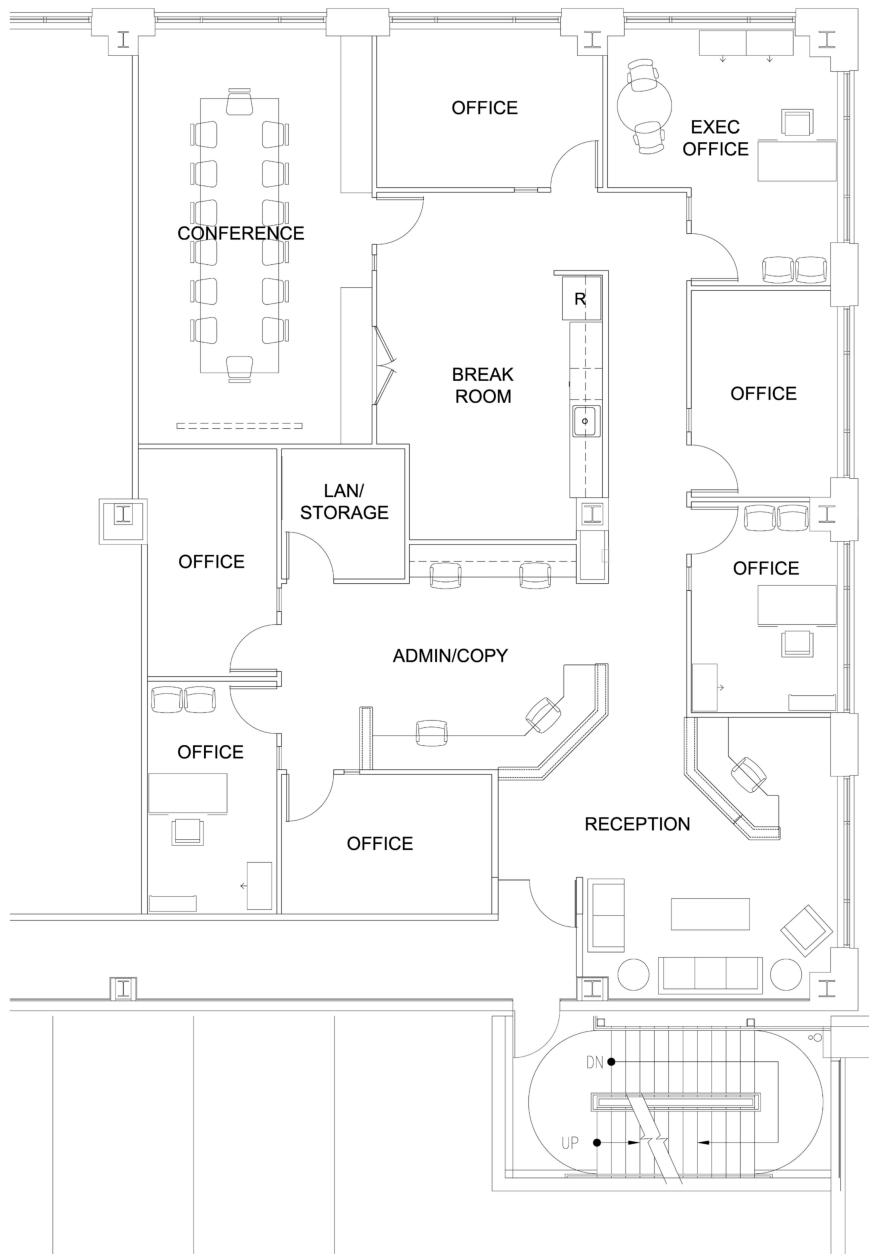 OFFICE
EXEC
OFFICE
CONFERENCE
R
BREAK
ROOM
OFFICE
LAN/
STORAGE
OFFICE
OFFICE
ADMIN/COPY
OFFICE
RECEPTION
OFFICE
DN
UP